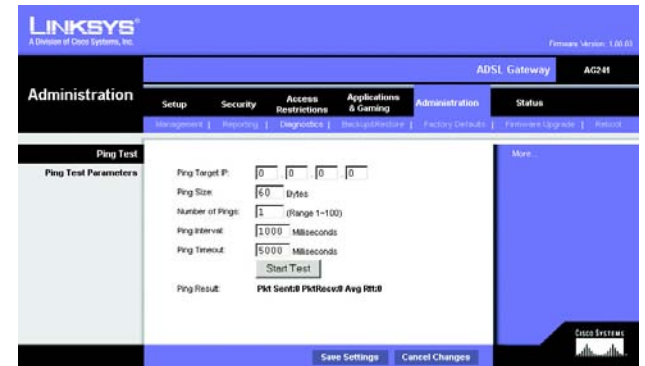 LINKSYS®
A Division of Cisco Systems, Inc.
Firmware Version: 1.00.03
ADSL Gateway AG241
Administration
Setup Security Access Restrictions Applications & Gaming Administration Status
Management | Reporting | Diagnostics | Backup&Restore | Factory Defaults | Firmware Upgrade | Reboot
Ping Test
More...
Ping Test Parameters
Ping Target IP: 0 . 0 . 0 . 0
Ping Size: 60 Bytes
Number of Pings: 1 (Range 1~100)
Ping Interval: 1000 Miliseconds
Ping Timeout: 5000 Miliseconds
Start Test
Ping Result: Pkt Sent:0 PktRecv:0 Avg Rtt:0
CISCO SYSTEMS
Save Settings Cancel Changes